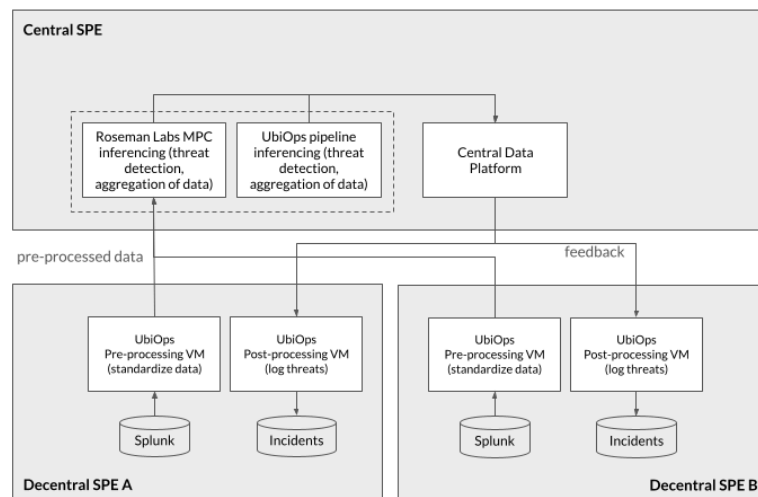 Central SPE
Roseman Labs MPC
inferencing (threat
detection,
aggregation of data)
UbiOps pipeline
inferencing (threat
detection,
aggregation of data)
Central Data
Platform
pre-processed data
feedback
UbiOps
Pre-processing VM
(standardize data)
UbiOps
Post-processing VM
(log threats)
UbiOps
Pre-processing VM
(standardize data)
UbiOps
Post-processing VM
(log threats)
Splunk
Incidents
Splunk
Incidents
Decentral SPE A
Decentral SPE B